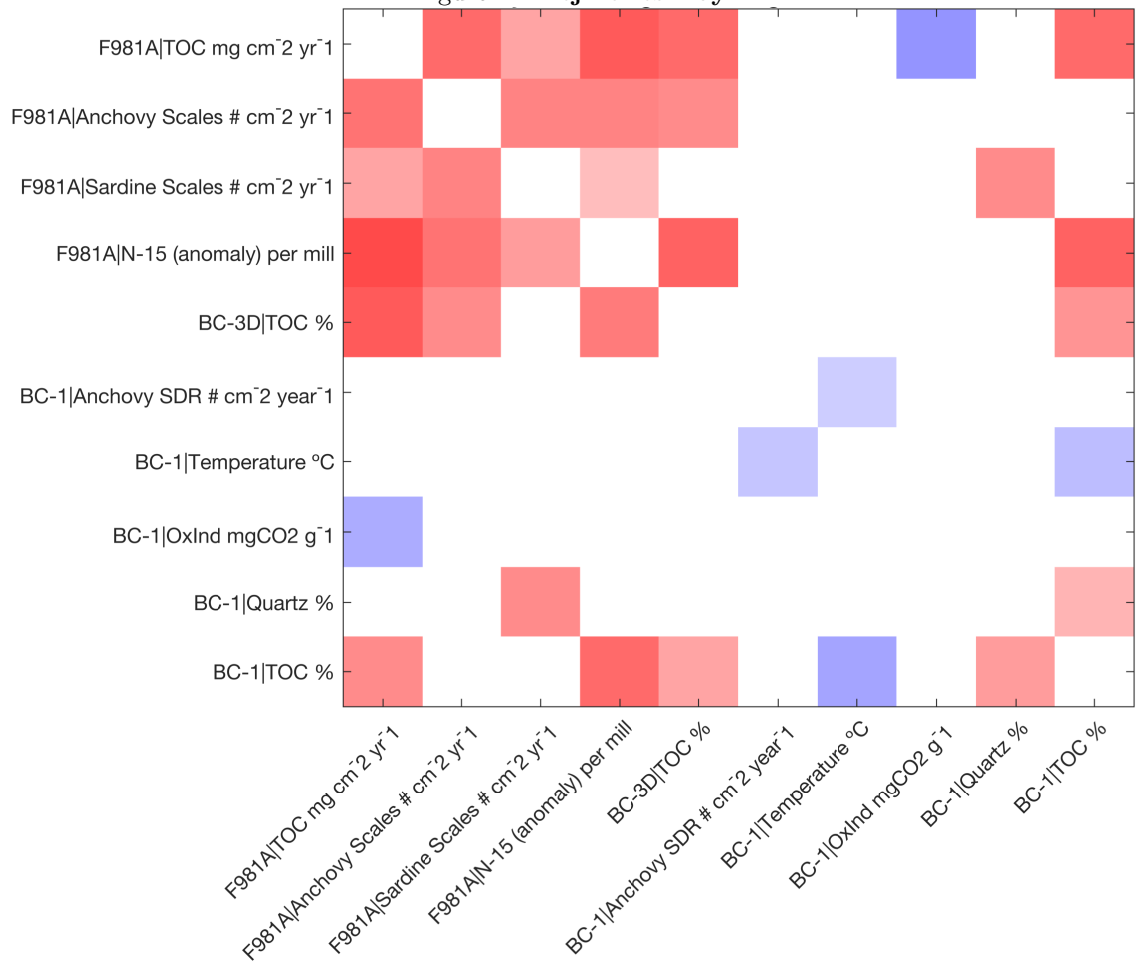 F981A|TOC mg cm⁻2 yr⁻1
F981A|Anchovy Scales # cm⁻2 yr⁻1
F981A|Sardine Scales # cm⁻2 yr⁻1
F981A|N-15 (anomaly) per mill
BC-3D|TOC %
BC-1|Anchovy SDR # cm⁻2 year⁻1
BC-1|Temperature ºC
BC-1|OxInd mgCO2 g⁻1
BC-1|Quartz %
BC-1|TOC %
F981A|TOC mg cm⁻2 yr⁻1
F981A|Anchovy Scales # cm⁻2 yr⁻1
F981A|Sardine Scales # cm⁻2 yr⁻1
F981A|N-15 (anomaly) per mill
BC-3D|TOC %
BC-1|Anchovy SDR # cm⁻2 year⁻1
BC-1|Temperature ºC
BC-1|OxInd mgCO2 g⁻1
BC-1|Quartz %
BC-1|TOC %